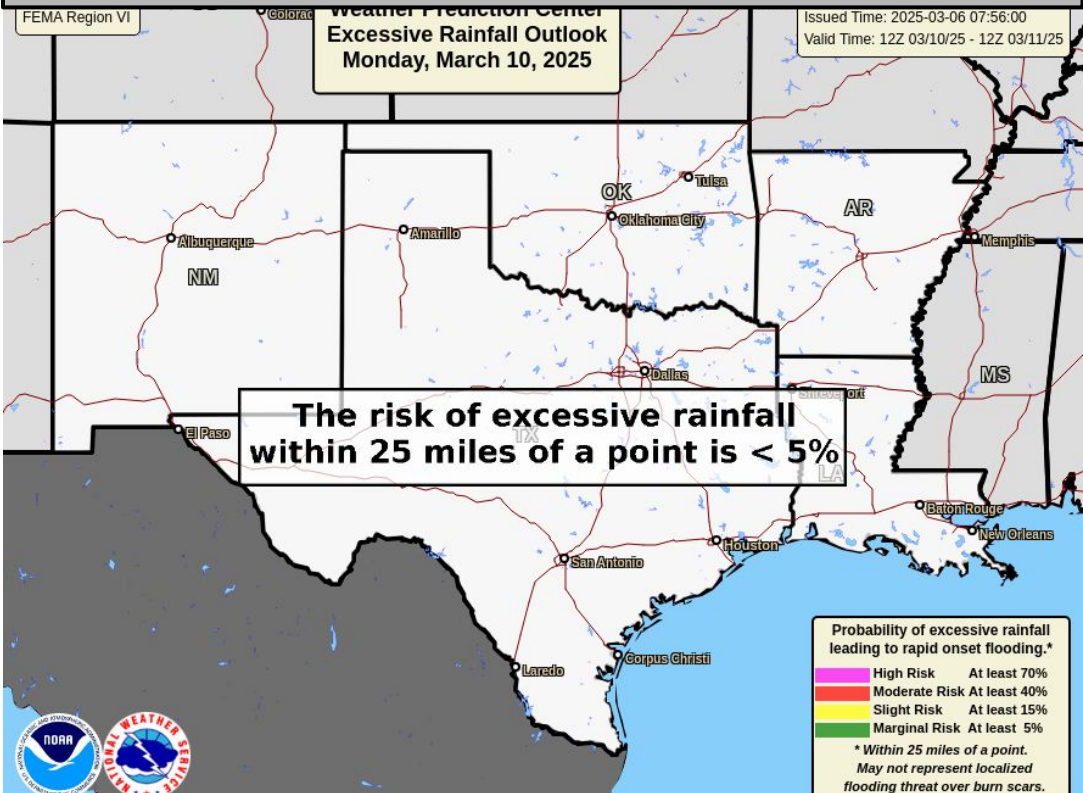 FEMA Region VI
Weather Prediction Center
Excessive Rainfall Outlook
Monday, March 10, 2025
Issued Time: 2025-03-06 07:56:00
Valid Time: 12Z 03/10/25 - 12Z 03/11/25
Colorad
Tulsa
OK
Oklahoma City
AR
Albuquerque
Amarillo
Memphis
NM
Dallas
MS
Shreveport
El Paso
The risk of excessive rainfall
within 25 miles of a point is < 5%
TX
LA
Baton Rouge
New Orleans
Houston
San Antonio
Corpus Christi
Laredo
Probability of excessive rainfall
leading to rapid onset flooding.*
High Risk At least 70%
Moderate Risk At least 40%
Slight Risk At least 15%
Marginal Risk At least 5%
* Within 25 miles of a point.
May not represent localized
flooding threat over burn scars.
NOAA
NATIONAL WEATHER SERVICE